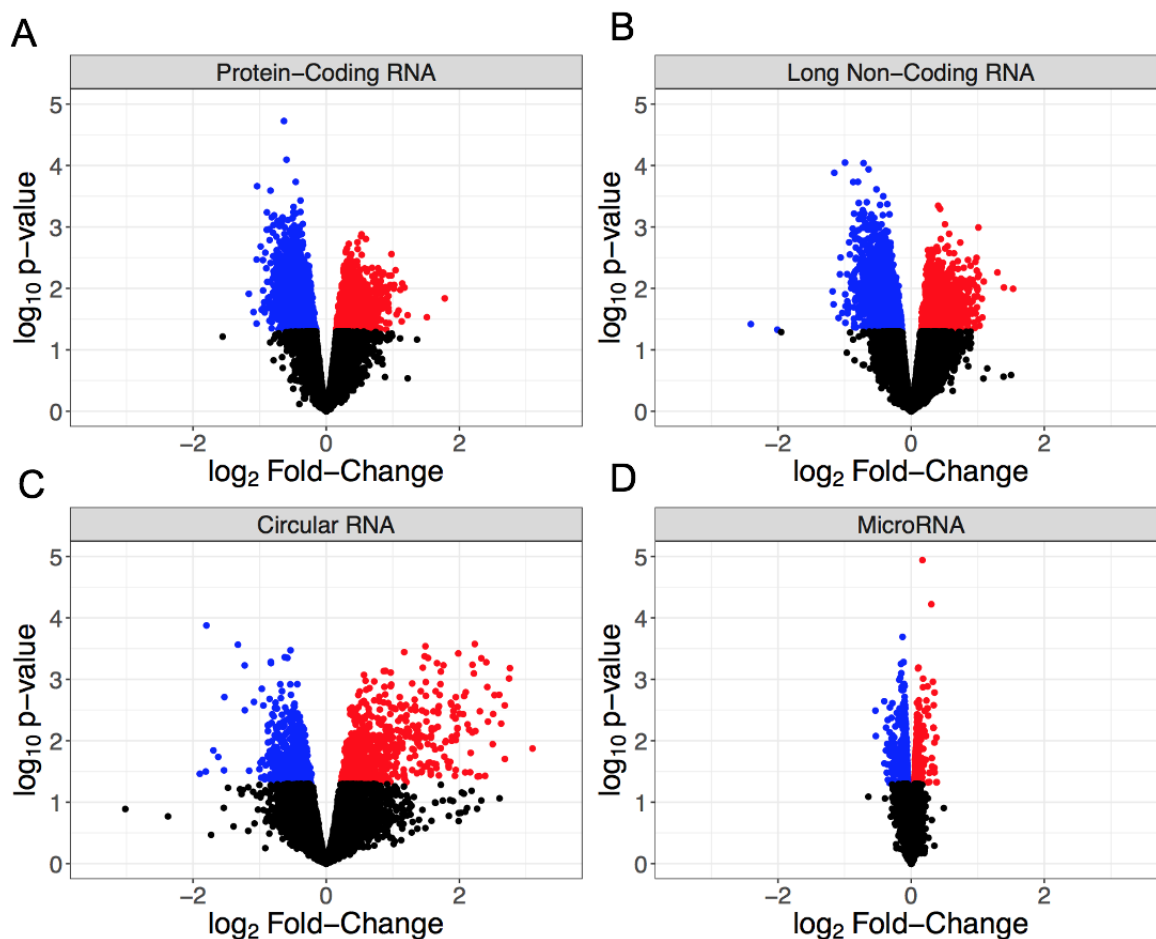 A
B
Protein−Coding RNA
Long Non−Coding RNA
5
4
3
2
1
0
log10 p−value
−2
0
2
log2 Fold−Change
5
4
3
2
1
0
log10 p−value
−2
0
2
log2 Fold−Change
C
D
Circular RNA
MicroRNA
5
4
3
2
1
0
log10 p−value
−2
0
2
log2 Fold−Change
5
4
3
2
1
0
log10 p−value
−2
0
2
log2 Fold−Change